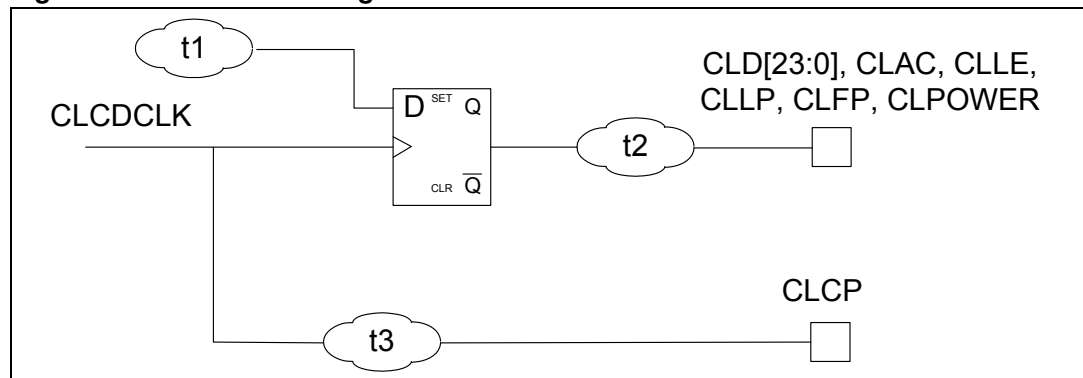 t1
CLCDCLK
D SET Q
CLR Q
t2
CLD[23:0], CLAC, CLLE,
CLLP, CLFP, CLPOWER
t3
CLCP